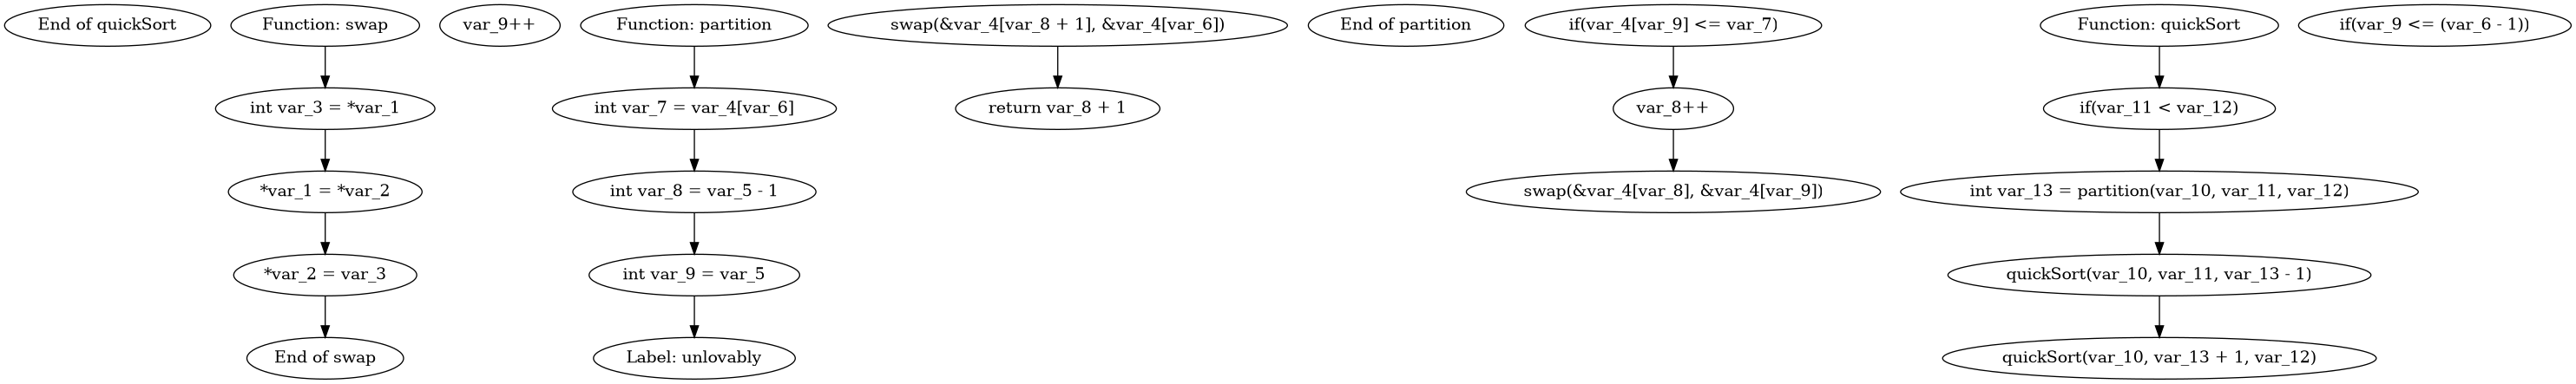 End of quickSort
Function: swap
var_9++
Function: partition
swap(&var_4[var_8 + 1], &var_4[var_6])
End of partition
if(var_4[var_9] <= var_7)
Function: quickSort
if(var_9 <= (var_6 - 1))
int var_3 = *var_1
int var_7 = var_4[var_6]
return var_8 + 1
var_8++
if(var_11 < var_12)
*var_1 = *var_2
int var_8 = var_5 - 1
swap(&var_4[var_8], &var_4[var_9])
int var_13 = partition(var_10, var_11, var_12)
*var_2 = var_3
int var_9 = var_5
quickSort(var_10, var_11, var_13 - 1)
End of swap
Label: unlovably
quickSort(var_10, var_13 + 1, var_12)